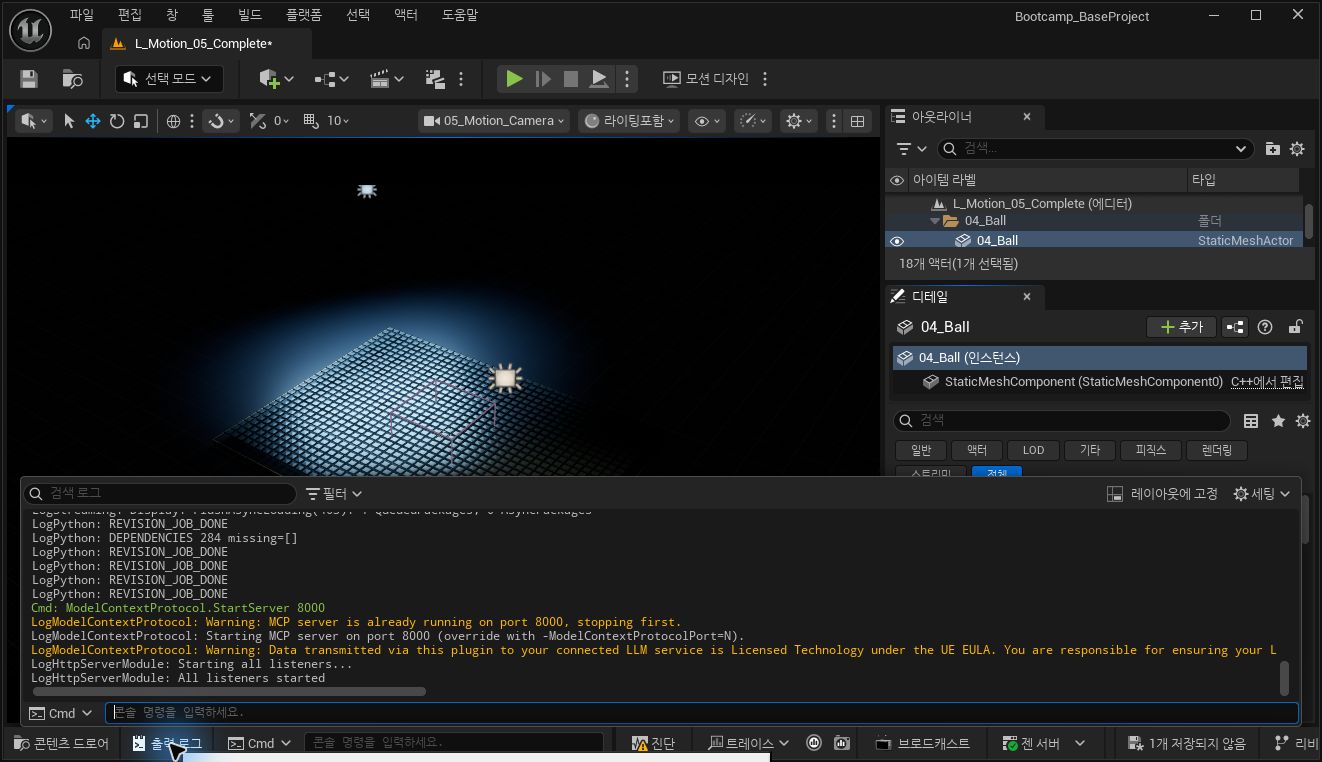 파일 편집 창 툴 빌드 플랫폼 선택 액터 도움말 Bootcamp_BaseProject
L_Motion_05_Complete*
선택 모드 모션 디자인
0 10 05_Motion_Camera 라이팅포함
아웃라이너
검색...
아이템 라벨 타입
L_Motion_05_Complete (에디터)
04_Ball 폴더
04_Ball StaticMeshActor
18개 액터(1개 선택됨)
디테일
04_Ball 추가
04_Ball (인스턴스)
StaticMeshComponent (StaticMeshComponent0) C++에서 편집
검색
일반 액터 LOD 기타 피직스 렌더링
스트리밍 전체
검색 로그 필터 레이아웃에 고정 세팅
LogPython: REVISION_JOB_DONE
LogPython: DEPENDENCIES 284 missing=[]
LogPython: REVISION_JOB_DONE
LogPython: REVISION_JOB_DONE
LogPython: REVISION_JOB_DONE
LogPython: REVISION_JOB_DONE
Cmd: ModelContextProtocol.StartServer 8000
LogModelContextProtocol: Warning: MCP server is already running on port 8000, stopping first.
LogModelContextProtocol: Starting MCP server on port 8000 (override with -ModelContextProtocolPort=N).
LogModelContextProtocol: Warning: Data transmitted via this plugin to your connected LLM service is Licensed Technology under the UE EULA. You are responsible for ensuring your L
LogHttpServerModule: Starting all listeners...
LogHttpServerModule: All listeners started
Cmd 콘솔 명령을 입력하세요.
콘텐츠 드로어 출력 로그 Cmd 콘솔 명령을 입력하세요. 진단 트레이스 브로드캐스트 젠 서버 1개 저장되지 않음 리비